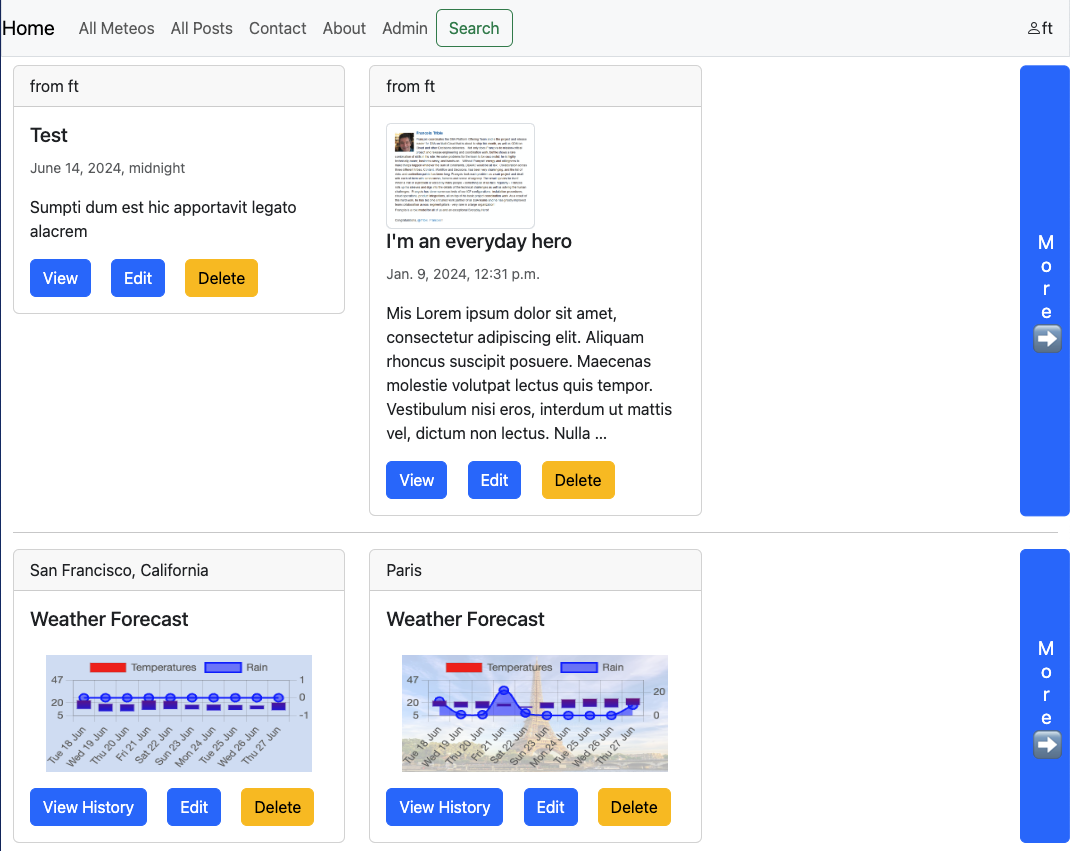 Home All Meteos All Posts Contact About Admin Search ft
from ft
Test
June 14, 2024, midnight
Sumpti dum est hic apportavit legato
alacrem
View Edit Delete
from ft
I'm an everyday hero
Jan. 9, 2024, 12:31 p.m.
Mis Lorem ipsum dolor sit amet,
consectetur adipiscing elit. Aliquam
rhoncus suscipit posuere. Maecenas
molestie volutpat lectus quis tempor.
Vestibulum nisi eros, interdum ut mattis
vel, dictum non lectus. Nulla ...
View Edit Delete
More
San Francisco, California
Weather Forecast
Temperatures Rain
47 1
20 0
5 -1
Tue 18 Jun Wed 19 Jun Thu 20 Jun Fri 21 Jun Sat 22 Jun Sun 23 Jun Mon 24 Jun Tue 25 Jun Wed 26 Jun Thu 27 Jun
View History Edit Delete
Paris
Weather Forecast
Temperatures Rain
47 20
20
5 0
Tue 18 Jun Wed 19 Jun Thu 20 Jun Fri 21 Jun Sat 22 Jun Sun 23 Jun Mon 24 Jun Tue 25 Jun Wed 26 Jun Thu 27 Jun
View History Edit Delete
More